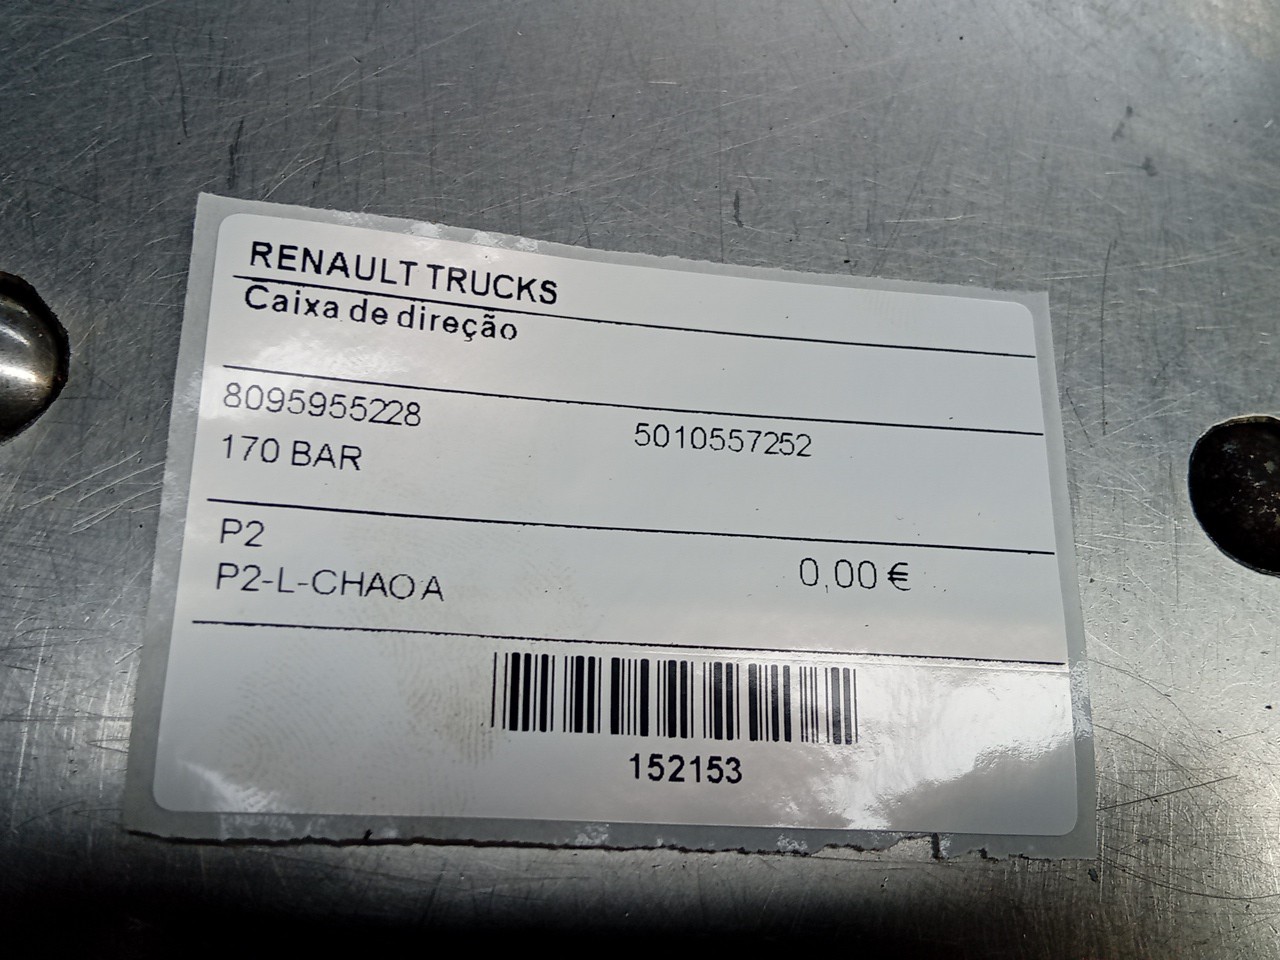 RENAULT TRUCKS
Caixa de direção
8095955228
5010557252
170 BAR
P2
P2-L-CHAO A
0,00 €
152153